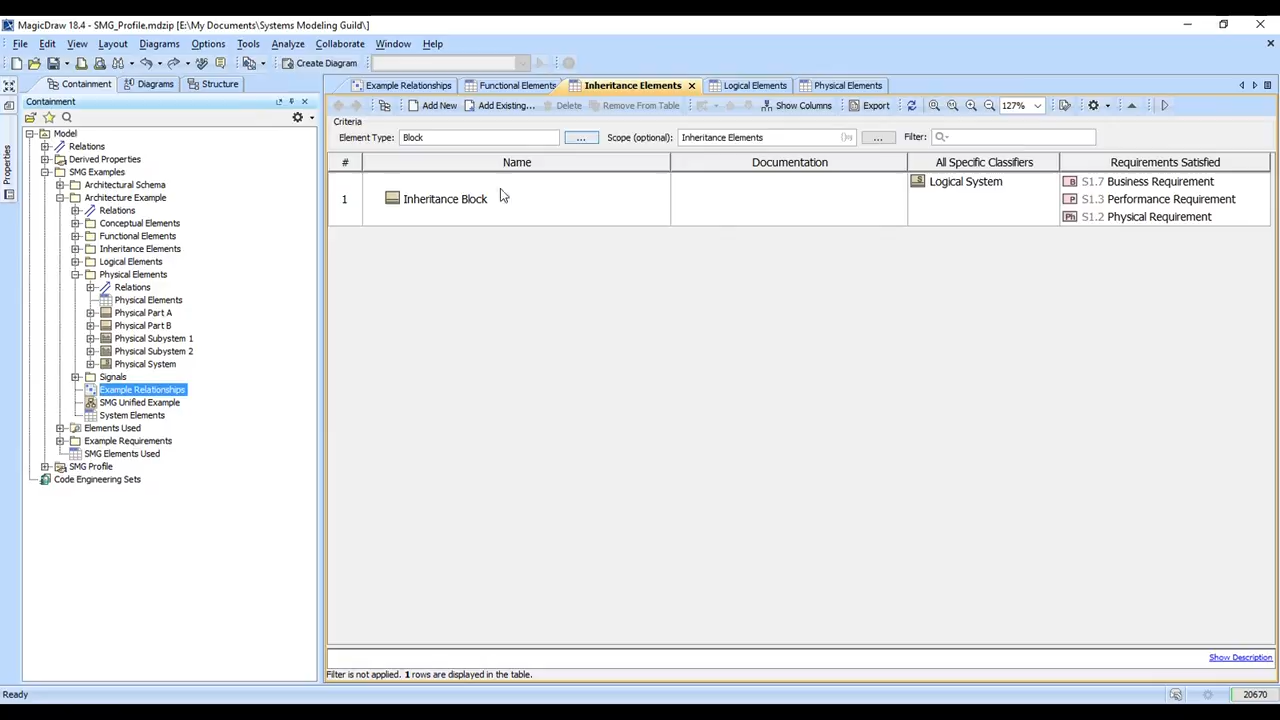 MagicDraw 18.4 - SMG_Profile.mdzip [E:\My Documents\Systems Modeling Guild\]
File Edit View Layout Diagrams Options Tools Analyze Collaborate Window Help
Create Diagram
Containment Diagrams Structure
Example Relationships Functional Elements Inheritance Elements Logical Elements Physical Elements
Containment
Add New Add Existing... Delete Remove From Table Show Columns Export 127%
Criteria
Element Type: Block ... Scope (optional): Inheritance Elements ... Filter:
# Name Documentation All Specific Classifiers Requirements Satisfied
1 Inheritance Block Logical System S1.7 Business Requirement
S1.3 Performance Requirement
S1.2 Physical Requirement
Properties
Model
Relations
Derived Properties
SMG Examples
Architectural Schema
Architecture Example
Relations
Conceptual Elements
Functional Elements
Inheritance Elements
Logical Elements
Physical Elements
Relations
Physical Elements
Physical Part A
Physical Part B
Physical Subystem 1
Physical Subystem 2
Physical System
Signals
Example Relationships
SMG Unified Example
System Elements
Elements Used
Example Requirements
SMG Elements Used
SMG Profile
Code Engineering Sets
Show Description
Filter is not applied. 1 rows are displayed in the table.
Ready 20670